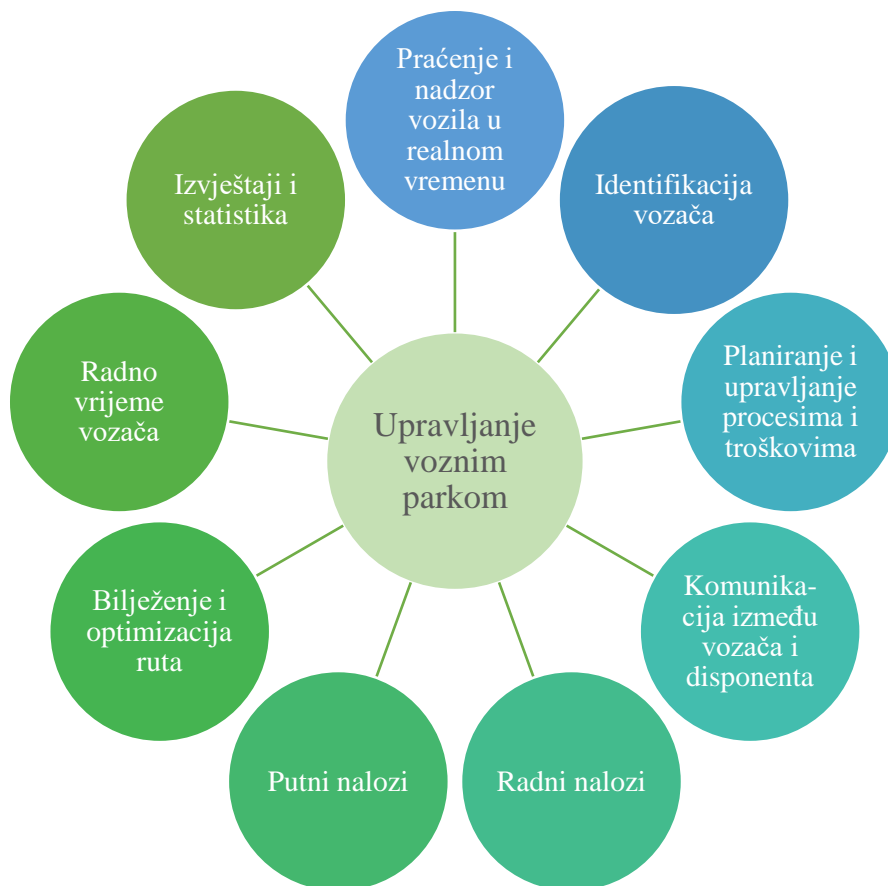 Praćenje i
nadzor
vozila u
realnom
vremenu
Identifikacija
vozača
Planiranje i
upravljanje
procesima i
troškovima
Komunika-
cija između
vozača i
disponenta
Radni nalozi
Putni nalozi
Bilježenje i
optimizacija
ruta
Radno
vrijeme
vozača
Izvještaji i
statistika
Upravljanje
voznim
parkom